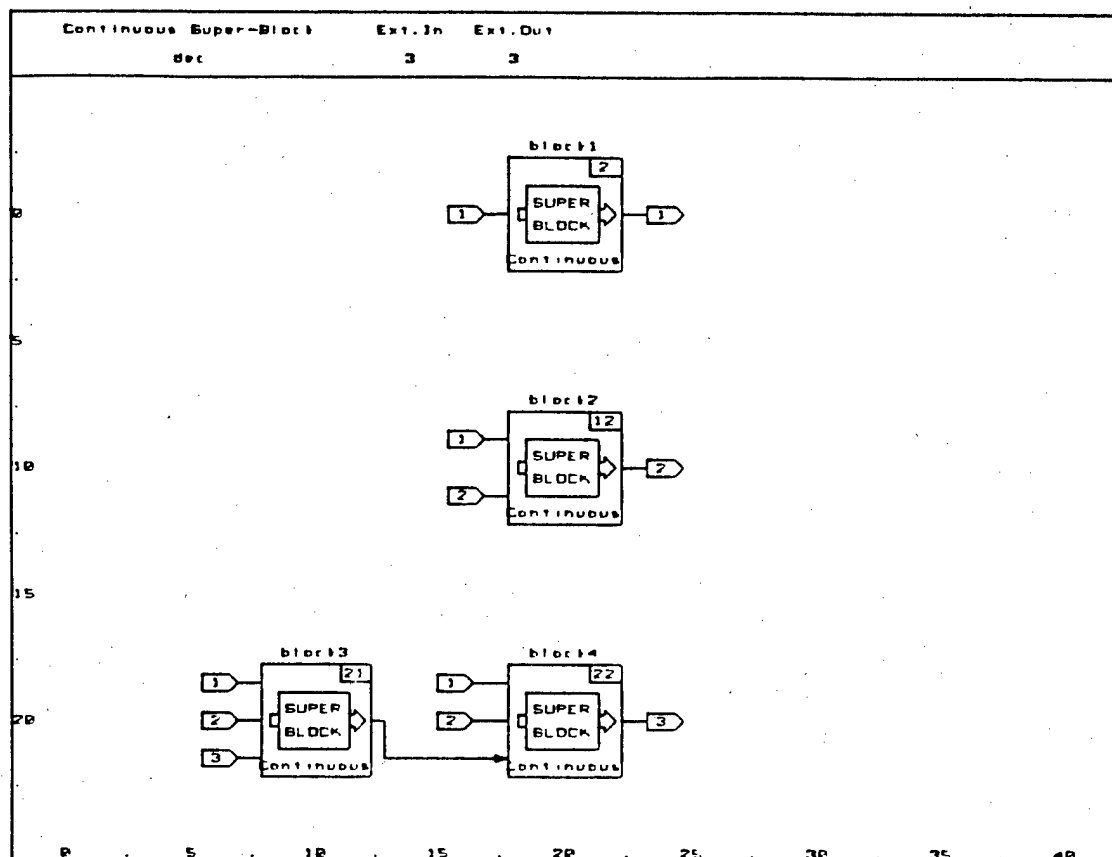 Continuous Super-Block Ext.In Ext.Out
dec 3 3
block1
2
0 1 SUPER 1
BLOCK
Continuous
5
block2
12
1
SUPER
10 2
BLOCK
2
Continuous
15
block3 block4
21 22
1 1
SUPER SUPER
20 2 2 3
BLOCK BLOCK
3
Continuous Continuous
0 5 10 15 20 25 30 35 40